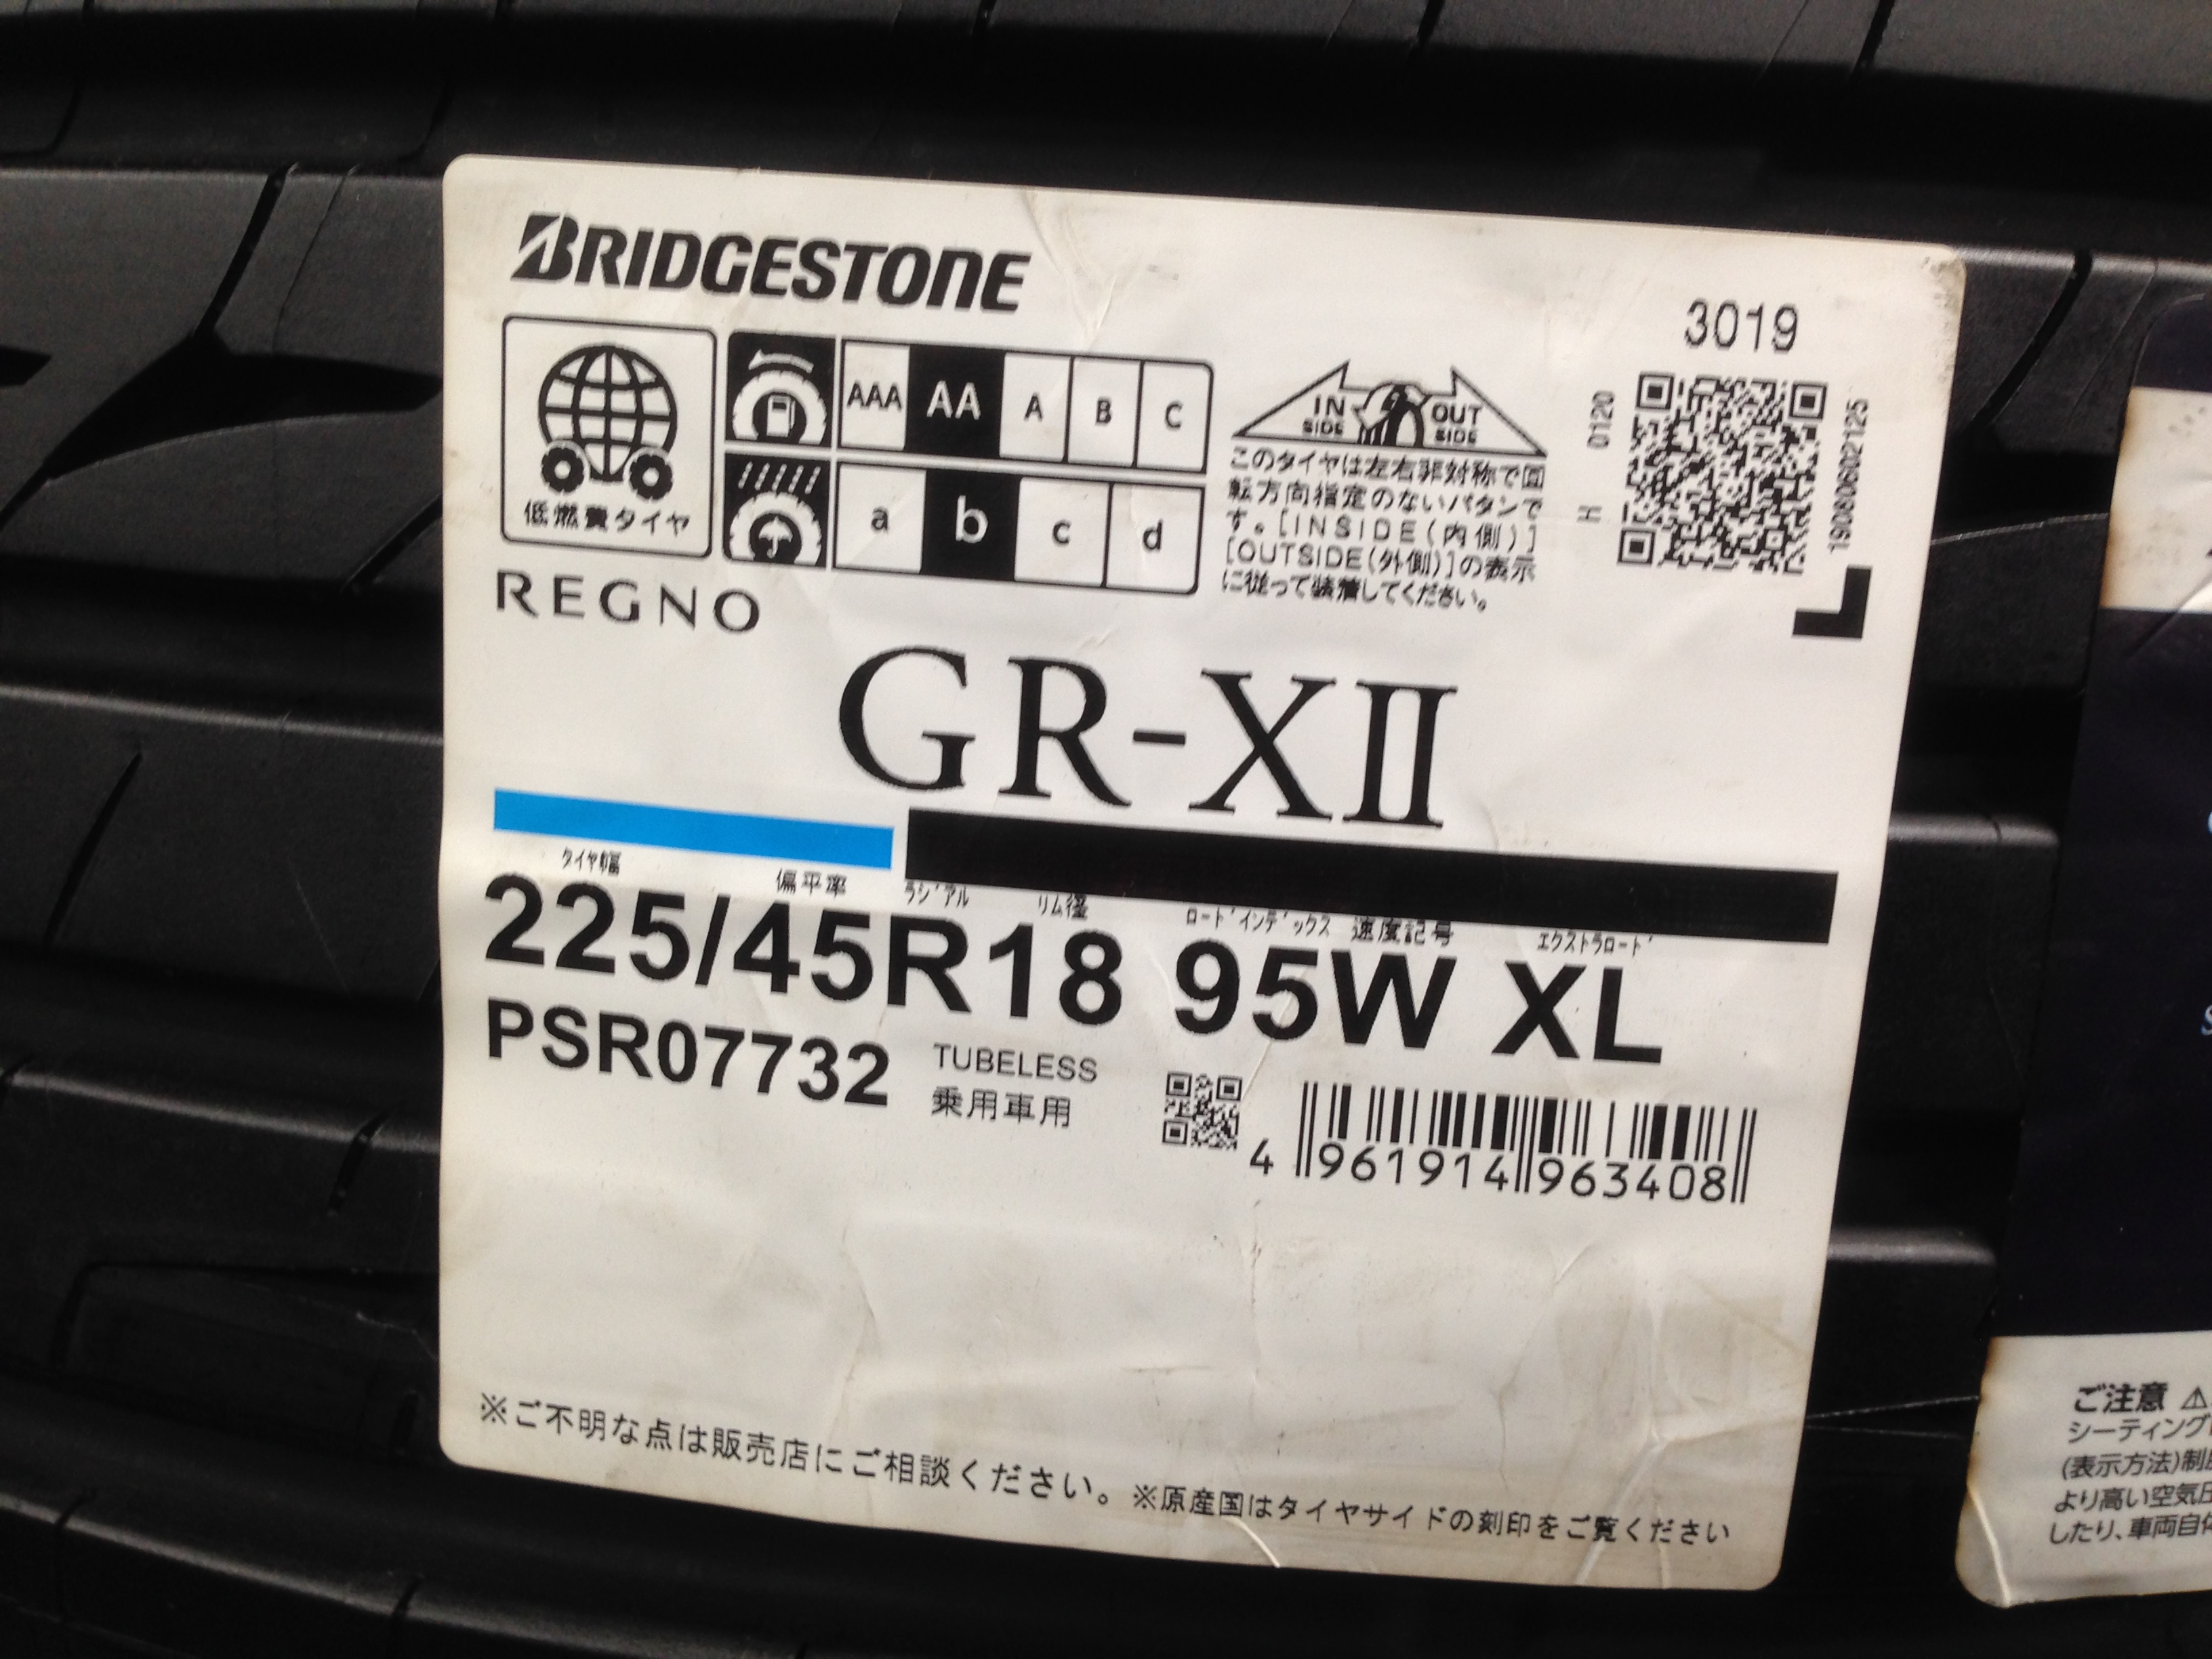 BRIDGESTONE
3019
低燃費タイヤ
AAA AA A B C
a b c d
IN SIDE OUT SIDE
このタイヤは左右非対称で回
転方向指定のないパタンで
す。[INSIDE(内側)]
[OUTSIDE(外側)]の表示
に従って装着してください。
H 0120
190806602125
L
REGNO
GR-XII
タイヤ幅 偏平率 ラジアル リム径 ロードインデックス 速度記号 エクストラロード
225/45R18 95W XL
PSR07732
TUBELESS
乗用車用
4 961914 963408
※ご不明な点は販売店にご相談ください。※原産国はタイヤサイドの刻印をご覧ください
ご注意
シーティング
(表示方法)制
より高い空気圧
したり、車両自体